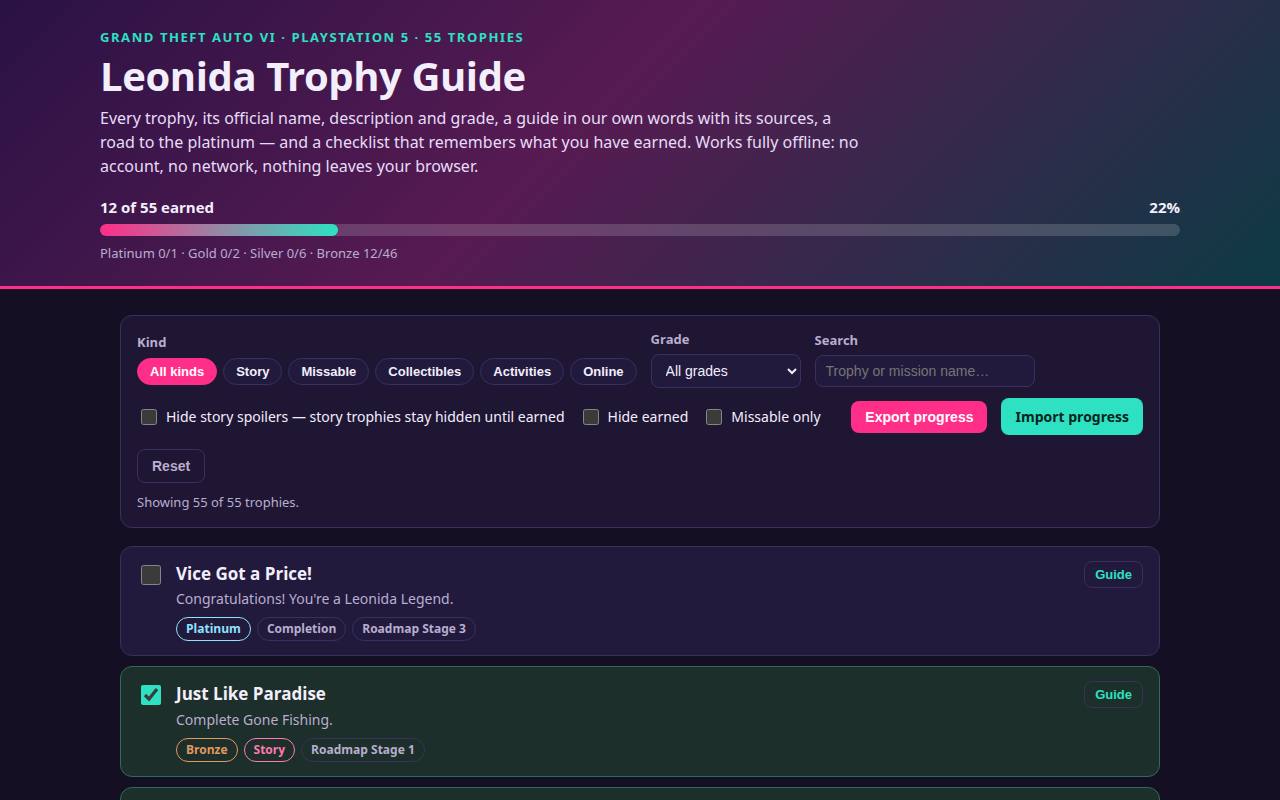 GRAND THEFT AUTO VI · PLAYSTATION 5 · 55 TROPHIES
Leonida Trophy Guide
Every trophy, its official name, description and grade, a guide in our own words with its sources, a
road to the platinum — and a checklist that remembers what you have earned. Works fully offline: no
account, no network, nothing leaves your browser.
12 of 55 earned 22%
Platinum 0/1 · Gold 0/2 · Silver 0/6 · Bronze 12/46
Kind Grade Search
All kinds Story Missable Collectibles Activities Online All grades Trophy or mission name…
Hide story spoilers — story trophies stay hidden until earned Hide earned Missable only Export progress Import progress
Reset
Showing 55 of 55 trophies.
Vice Got a Price! Guide
Congratulations! You're a Leonida Legend.
Platinum Completion Roadmap Stage 3
Just Like Paradise Guide
Complete Gone Fishing.
Bronze Story Roadmap Stage 1